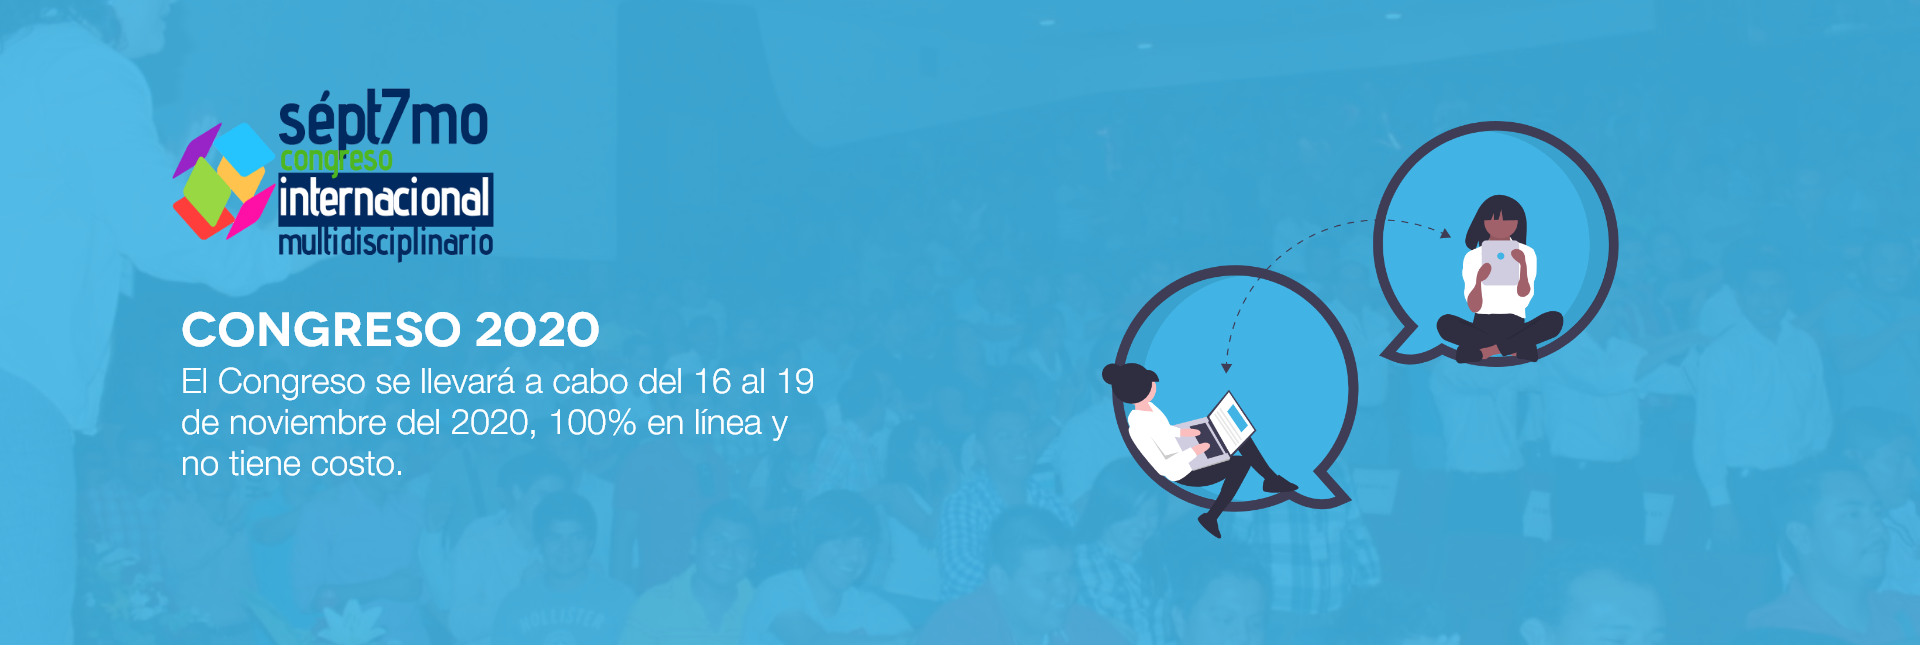 sépt7mo
congreso
internacional
multidisciplinario
CONGRESO 2020
El Congreso se llevará a cabo del 16 al 19
de noviembre del 2020, 100% en línea y
no tiene costo.
HOLLISTER